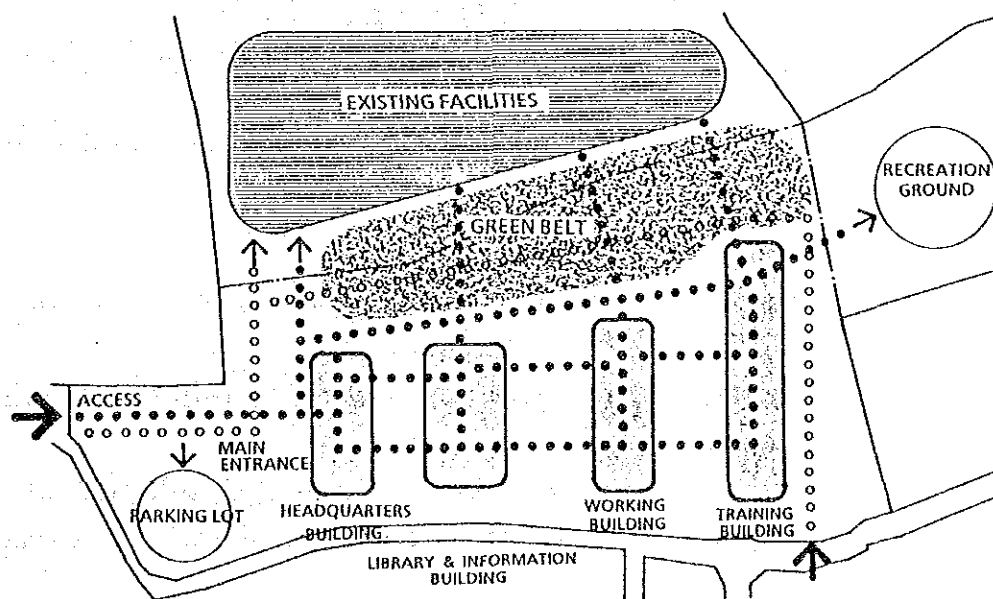 EXISTING FACILITIES
RECREATION
GROUND
GREEN BELT
ACCESS
MAIN
ENTRANCE
PARKING LOT
HEADQUARTERS
BUILDING
WORKING
BUILDING
TRAINING
BUILDING
LIBRARY & INFORMATION
BUILDING